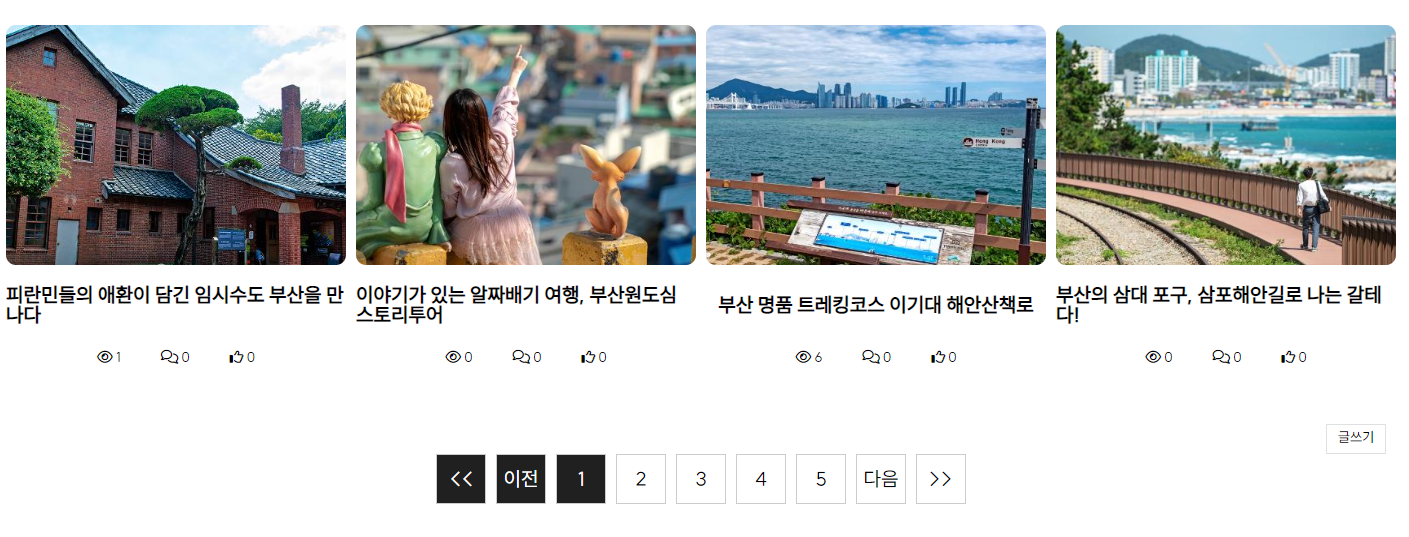 Hong Kong
피란민들의 애환이 담긴 임시수도 부산을 만
나다
이야기가 있는 알짜배기 여행, 부산원도심
스토리투어
부산 명품 트레킹코스 이기대 해안산책로
부산의 삼대 포구, 삼포해안길로 나는 갈테
다!
1 0 0
0 0 0
6 0 0
0 0 0
글쓰기
<< 이전 1 2 3 4 5 다음 >>